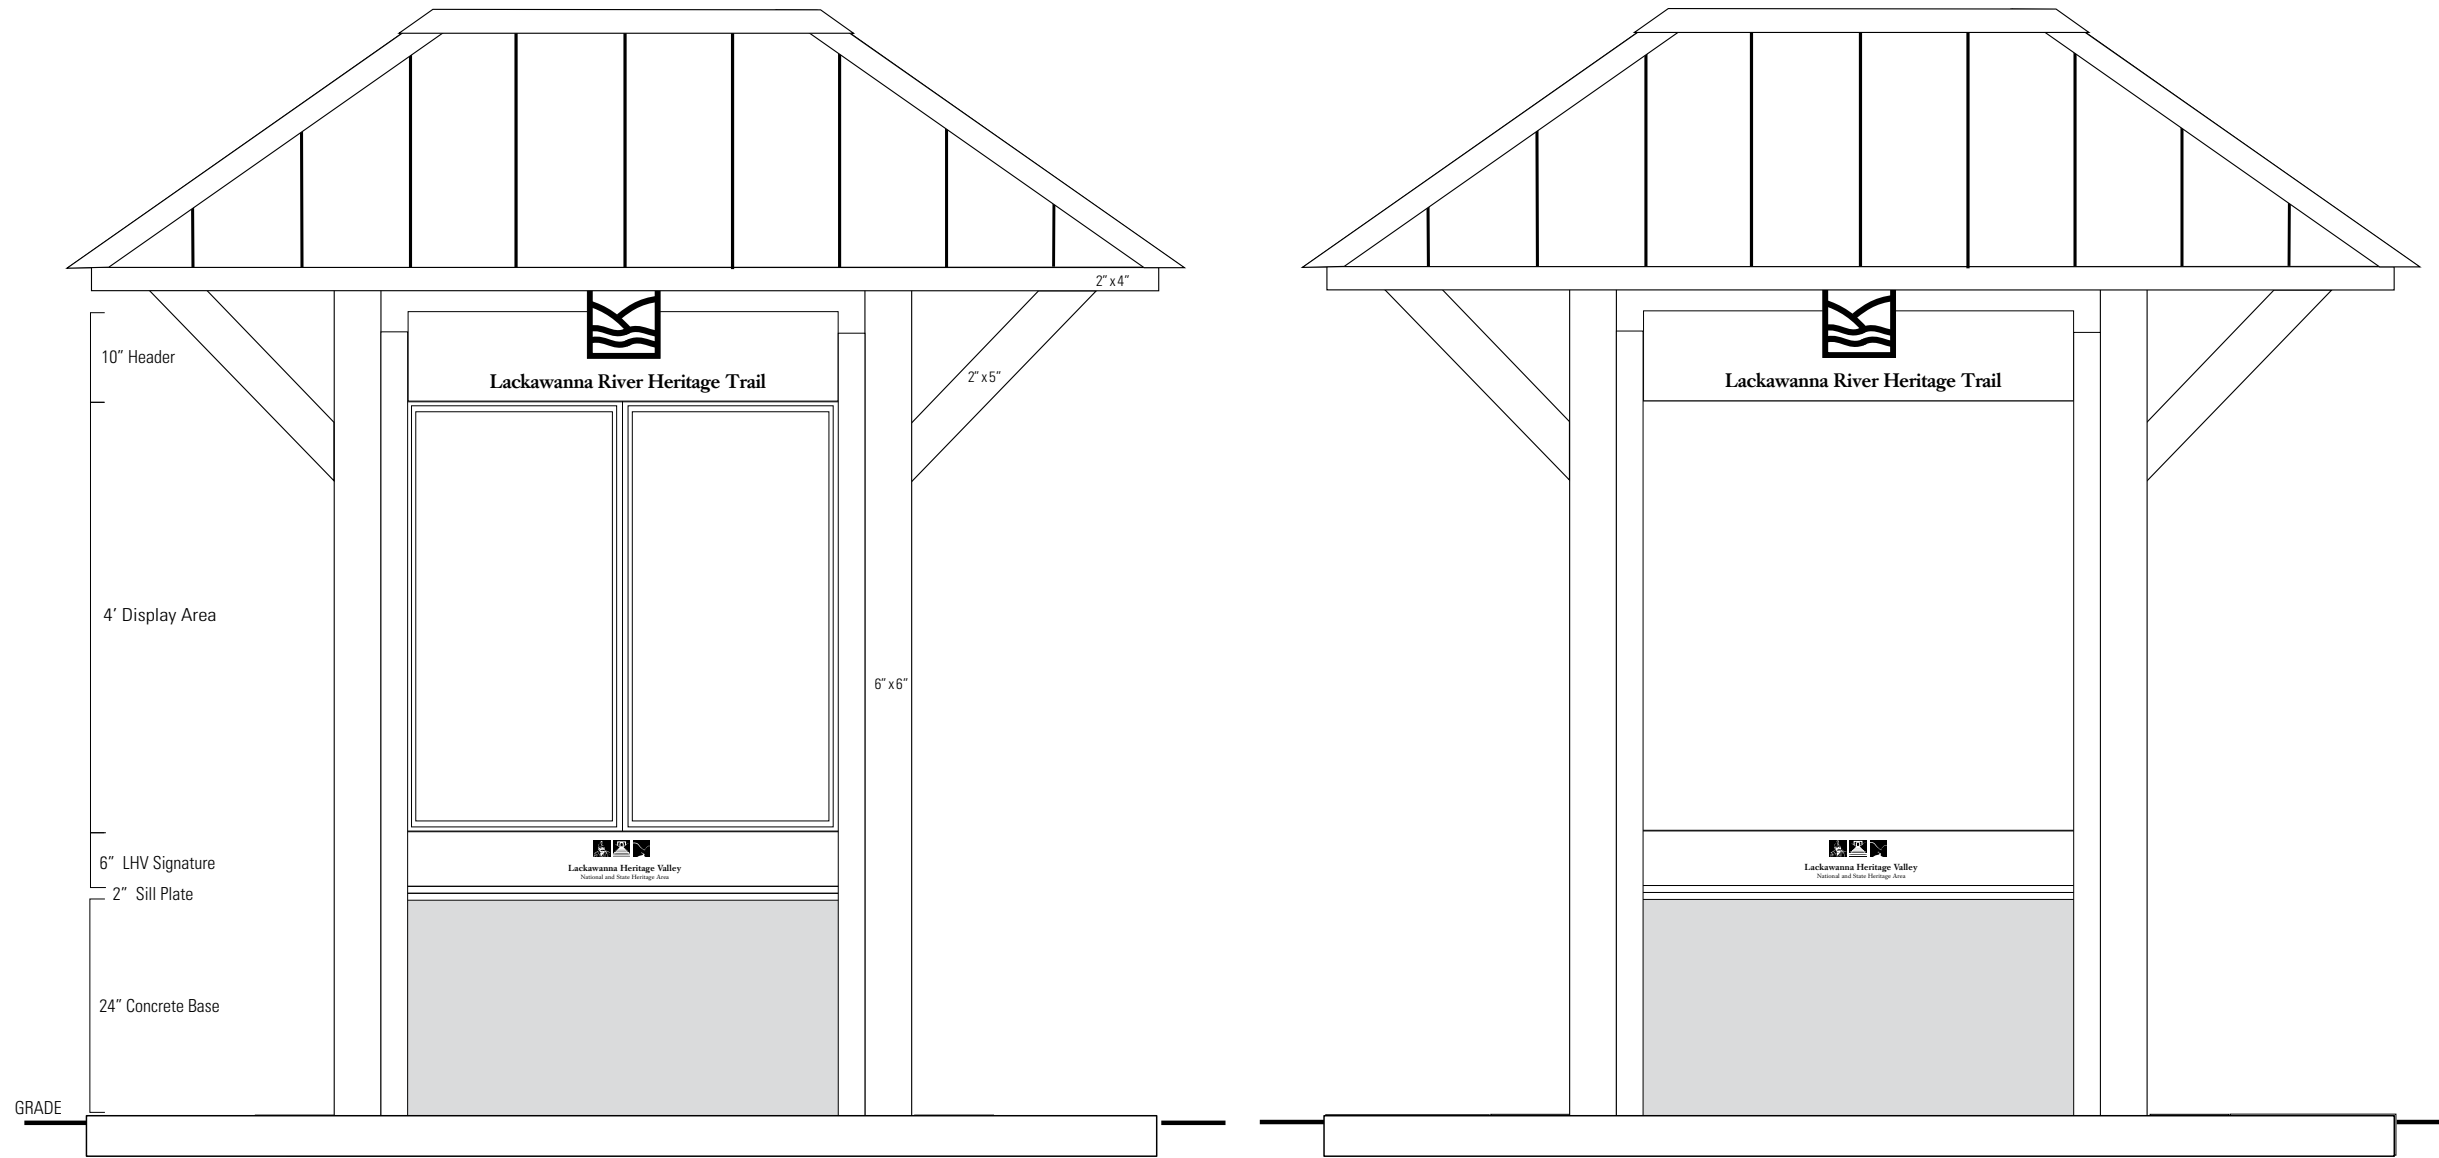 2” x 4”
10” Header
Lackawanna River Heritage Trail
2” x 5”
4’ Display Area
6” x 6”
6” LHV Signature
Lackawanna Heritage Valley
National and State Heritage Area
2” Sill Plate
24” Concrete Base
GRADE
Lackawanna River Heritage Trail
Lackawanna Heritage Valley
National and State Heritage Area